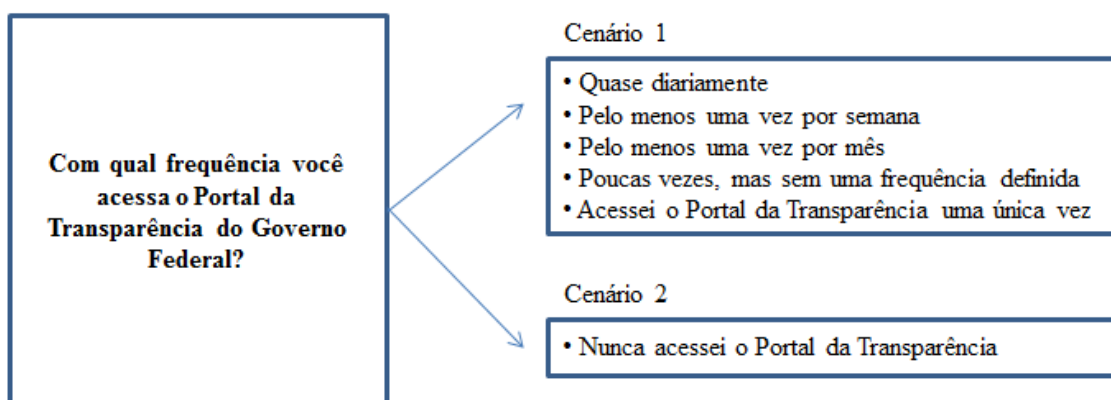 Com qual frequência você
acessa o Portal da
Transparência do Governo
Federal?
Cenário 1
• Quase diariamente
• Pelo menos uma vez por semana
• Pelo menos uma vez por mês
• Poucas vezes, mas sem uma frequência definida
• Acessei o Portal da Transparência uma única vez
Cenário 2
• Nunca acessei o Portal da Transparência